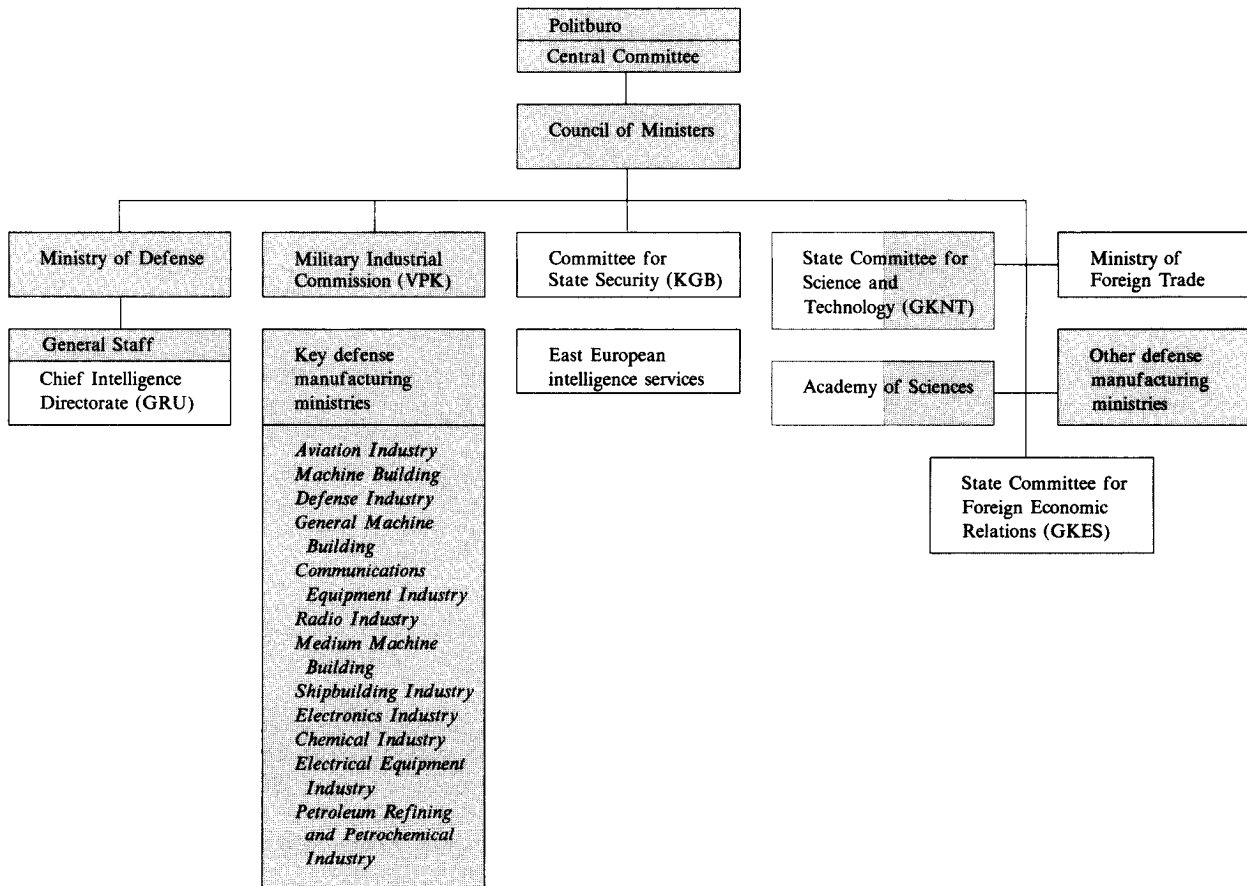 Politburo
Central Committee
Council of Ministers
Ministry of Defense
General Staff
Chief Intelligence
Directorate (GRU)
Military Industrial
Commission (VPK)
Key defense
manufacturing
ministries
Aviation Industry
Machine Building
Defense Industry
General Machine
Building
Communications
Equipment Industry
Radio Industry
Medium Machine
Building
Shipbuilding Industry
Electronics Industry
Chemical Industry
Electrical Equipment
Industry
Petroleum Refining
and Petrochemical
Industry
Committee for
State Security (KGB)
East European
intelligence services
State Committee for
Science and
Technology (GKNT)
Ministry of
Foreign Trade
Academy of Sciences
Other defense
manufacturing
ministries
State Committee for
Foreign Economic
Relations (GKES)